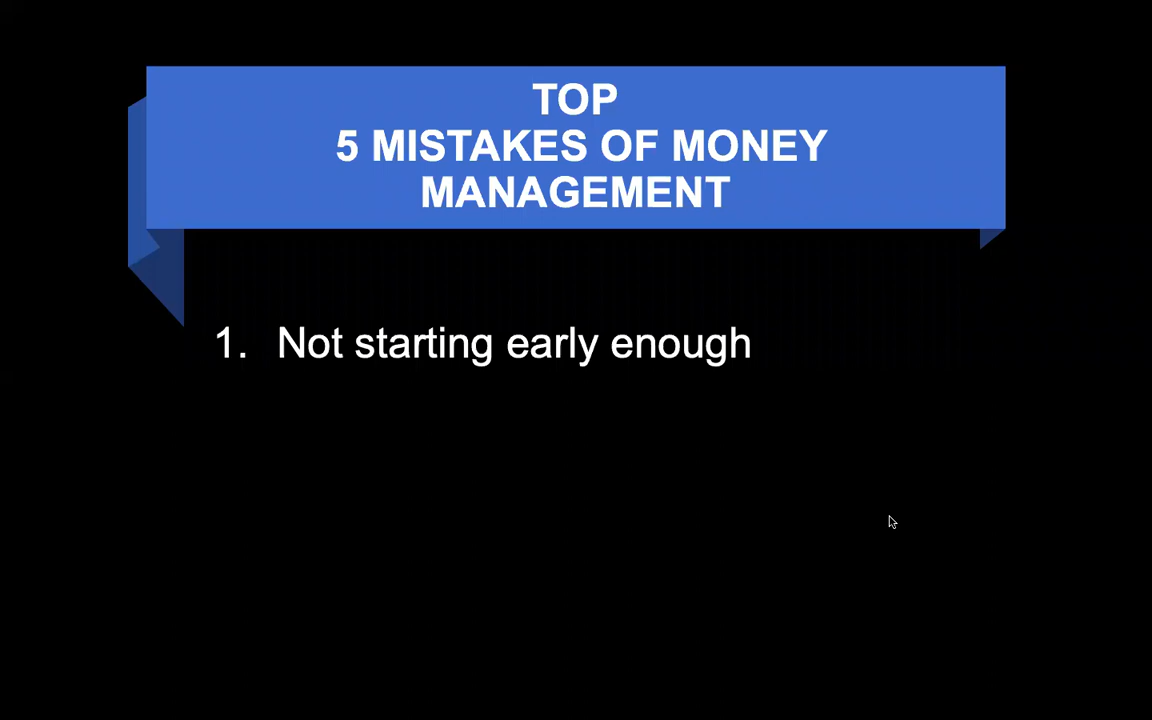 TOP
5 MISTAKES OF MONEY
MANAGEMENT
1. Not starting early enough